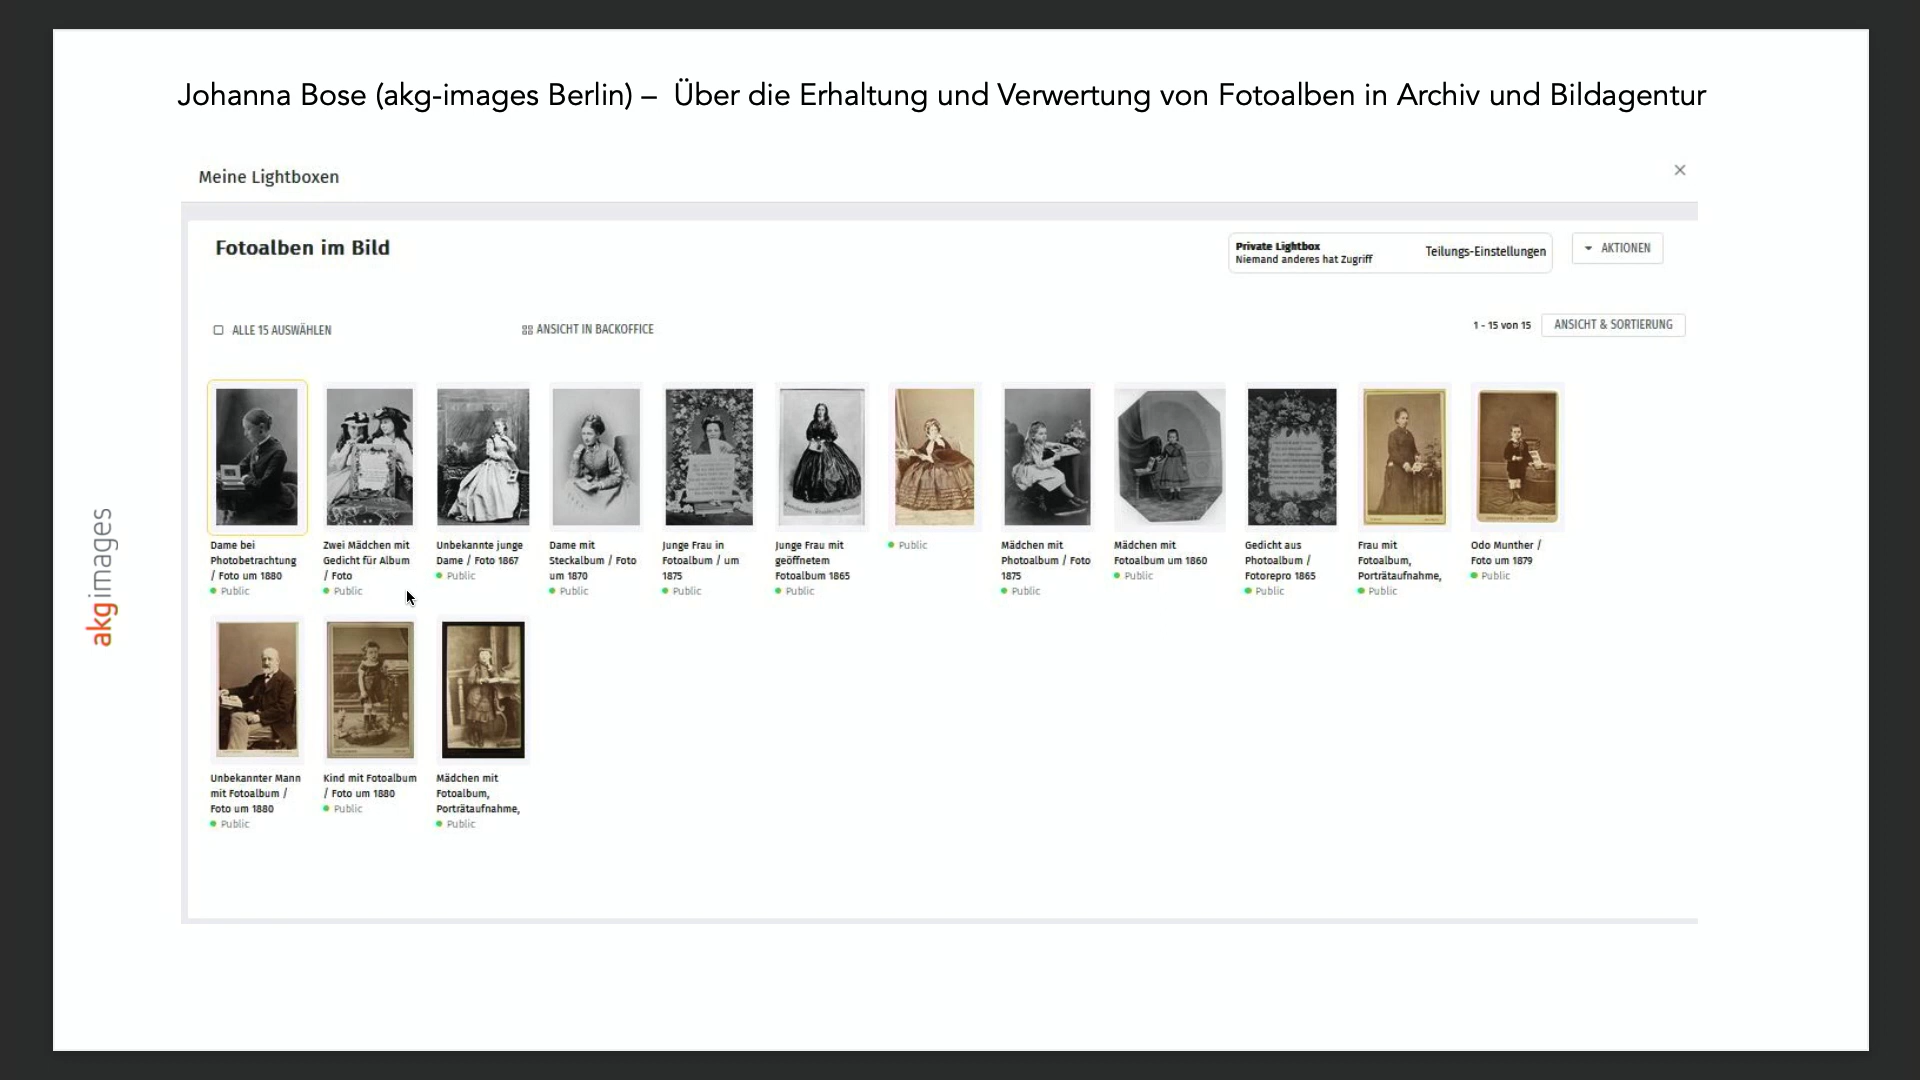 Johanna Bose (akg-images Berlin) – Über die Erhaltung und Verwertung von Fotoalben in Archiv und Bildagentur
Meine Lightboxen
Fotoalben im Bild
Private Lightbox
Niemand anderes hat Zugriff
Teilungs-Einstellungen
AKTIONEN
ALLE 15 AUSWÄHLEN
ANSICHT IN BACKOFFICE
1 - 15 von 15
ANSICHT & SORTIERUNG
Dame bei
Photobetrachtung
/ Foto um 1880
Public
Zwei Mädchen mit
Gedicht für Album
/ Foto
Public
Unbekannte junge
Dame / Foto 1867
Public
Dame mit
Steckalbum / Foto
um 1870
Public
Junge Frau in
Fotoalbum / um
1875
Public
Junge Frau mit
geöffnetem
Fotoalbum 1865
Public
Public
Mädchen mit
Photoalbum / Foto
1875
Public
Mädchen mit
Fotoalbum um 1860
Public
Gedicht aus
Photoalbum /
Fotorepro 1865
Public
Frau mit
Fotoalbum,
Porträtaufnahme,
Public
Odo Munther /
Foto um 1879
Public
Unbekannter Mann
mit Fotoalbum /
Foto um 1880
Public
Kind mit Fotoalbum
/ Foto um 1880
Public
Mädchen mit
Fotoalbum,
Porträtaufnahme,
Public
akgimages